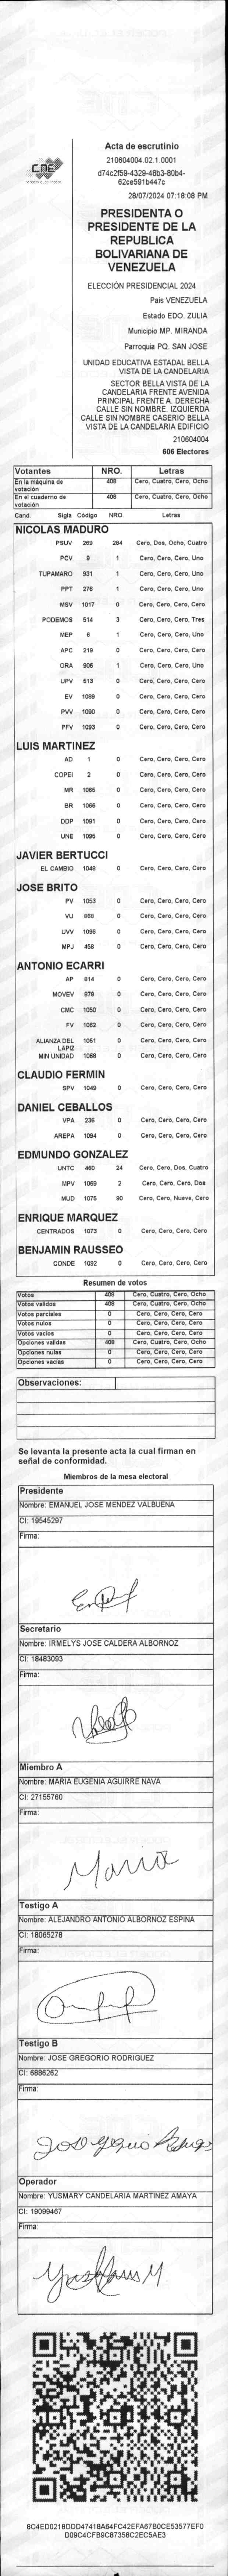 CNE
Acta de escrutinio
210604004.02.1.0001
d74c2f59-4329-48b3-80b4-
62ce591b447c
28/07/2024 07:18:08 PM
PRESIDENTA O
PRESIDENTE DE LA
REPUBLICA
BOLIVARIANA DE
VENEZUELA
ELECCIÓN PRESIDENCIAL 2024
Pais VENEZUELA
Estado EDO. ZULIA
Municipio MP. MIRANDA
Parroquia PQ. SAN JOSE
UNIDAD EDUCATIVA ESTADAL BELLA
VISTA DE LA CANDELARIA
SECTOR BELLA VISTA DE LA
CANDELARIA FRENTE AVENIDA
PRINCIPAL FRENTE A. DERECHA
CALLE SIN NOMBRE. IZQUIERDA
CALLE SIN NOMBRE CASERIO BELLA
VISTA DE LA CANDELARIA EDIFICIO
210604004
606 Electores
Votantes NRO. Letras
En la máquina de votación 408 Cero, Cuatro, Cero, Ocho
En el cuaderno de votación 408 Cero, Cuatro, Cero, Ocho
Cand. Sigla Código NRO. Letras
NICOLAS MADURO
PSUV 269 284 Cero, Dos, Ocho, Cuatro
PCV 9 1 Cero, Cero, Cero, Uno
TUPAMARO 931 1 Cero, Cero, Cero, Uno
PPT 276 1 Cero, Cero, Cero, Uno
MSV 1017 0 Cero, Cero, Cero, Cero
PODEMOS 514 3 Cero, Cero, Cero, Tres
MEP 6 1 Cero, Cero, Cero, Uno
APC 219 0 Cero, Cero, Cero, Cero
ORA 906 1 Cero, Cero, Cero, Uno
UPV 513 0 Cero, Cero, Cero, Cero
EV 1089 0 Cero, Cero, Cero, Cero
PVV 1090 0 Cero, Cero, Cero, Cero
PFV 1093 0 Cero, Cero, Cero, Cero
LUIS MARTINEZ
AD 1 0 Cero, Cero, Cero, Cero
COPEI 2 0 Cero, Cero, Cero, Cero
MR 1065 0 Cero, Cero, Cero, Cero
BR 1066 0 Cero, Cero, Cero, Cero
DDP 1091 0 Cero, Cero, Cero, Cero
UNE 1095 0 Cero, Cero, Cero, Cero
JAVIER BERTUCCI
EL CAMBIO 1048 0 Cero, Cero, Cero, Cero
JOSE BRITO
PV 1053 0 Cero, Cero, Cero, Cero
VU 868 0 Cero, Cero, Cero, Cero
UVV 1096 0 Cero, Cero, Cero, Cero
MPJ 458 0 Cero, Cero, Cero, Cero
ANTONIO ECARRI
AP 814 0 Cero, Cero, Cero, Cero
MOVEV 876 0 Cero, Cero, Cero, Cero
CMC 1050 0 Cero, Cero, Cero, Cero
FV 1062 0 Cero, Cero, Cero, Cero
ALIANZA DEL LAPIZ 1061 0 Cero, Cero, Cero, Cero
MIN UNIDAD 1068 0 Cero, Cero, Cero, Cero
CLAUDIO FERMIN
SPV 1049 0 Cero, Cero, Cero, Cero
DANIEL CEBALLOS
VPA 236 0 Cero, Cero, Cero, Cero
AREPA 1094 0 Cero, Cero, Cero, Cero
EDMUNDO GONZALEZ
UNTC 460 24 Cero, Cero, Dos, Cuatro
MPV 1069 2 Cero, Cero, Cero, Dos
MUD 1075 90 Cero, Cero, Nueve, Cero
ENRIQUE MARQUEZ
CENTRADOS 1073 0 Cero, Cero, Cero, Cero
BENJAMIN RAUSSEO
CONDE 1092 0 Cero, Cero, Cero, Cero
Resumen de votos
Votos 408 Cero, Cuatro, Cero, Ocho
Votos validos 408 Cero, Cuatro, Cero, Ocho
Votos parciales 0 Cero, Cero, Cero, Cero
Votos nulos 0 Cero, Cero, Cero, Cero
Votos vacios 0 Cero, Cero, Cero, Cero
Opciones validas 408 Cero, Cuatro, Cero, Ocho
Opciones nulas 0 Cero, Cero, Cero, Cero
Opciones vacias 0 Cero, Cero, Cero, Cero
Observaciones:
Se levanta la presente acta la cual firman en
señal de conformidad.
Miembros de la mesa electoral
Presidente
Nombre: EMANUEL JOSE MENDEZ VALBUENA
CI: 19545297
Firma:
Secretario
Nombre: IRMELYS JOSE CALDERA ALBORNOZ
CI: 18483093
Firma:
Miembro A
Nombre: MARIA EUGENIA AGUIRRE NAVA
CI: 27155760
Firma:
Maria
Testigo A
Nombre: ALEJANDRO ANTONIO ALBORNOZ ESPINA
CI: 18065278
Firma:
Testigo B
Nombre: JOSE GREGORIO RODRIGUEZ
CI: 6886262
Firma:
Operador
Nombre: YUSMARY CANDELARIA MARTINEZ AMAYA
CI: 19099467
Firma:
8C4ED0218DDD47418A64FC42EFA67B0CE53577EF0
D09C4CFB9C87358C2EC5AE3